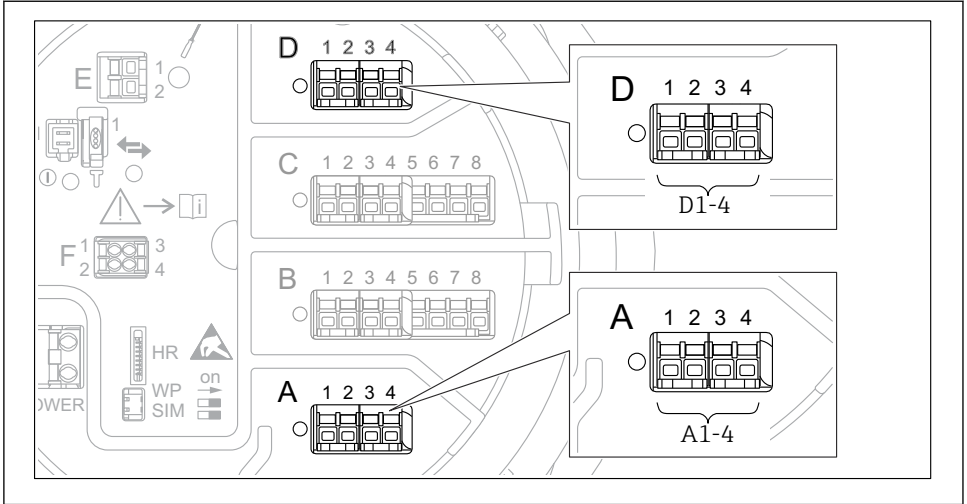 D 1 2 3 4
E 1
2
D 1 2 3 4
D1-4
1
C 1 2 3 4 5 6 7 8
i
F 1 3
2 4
B 1 2 3 4 5 6 7 8
A 1 2 3 4
A1-4
HR
WP on
SIM
OWER
A 1 2 3 4